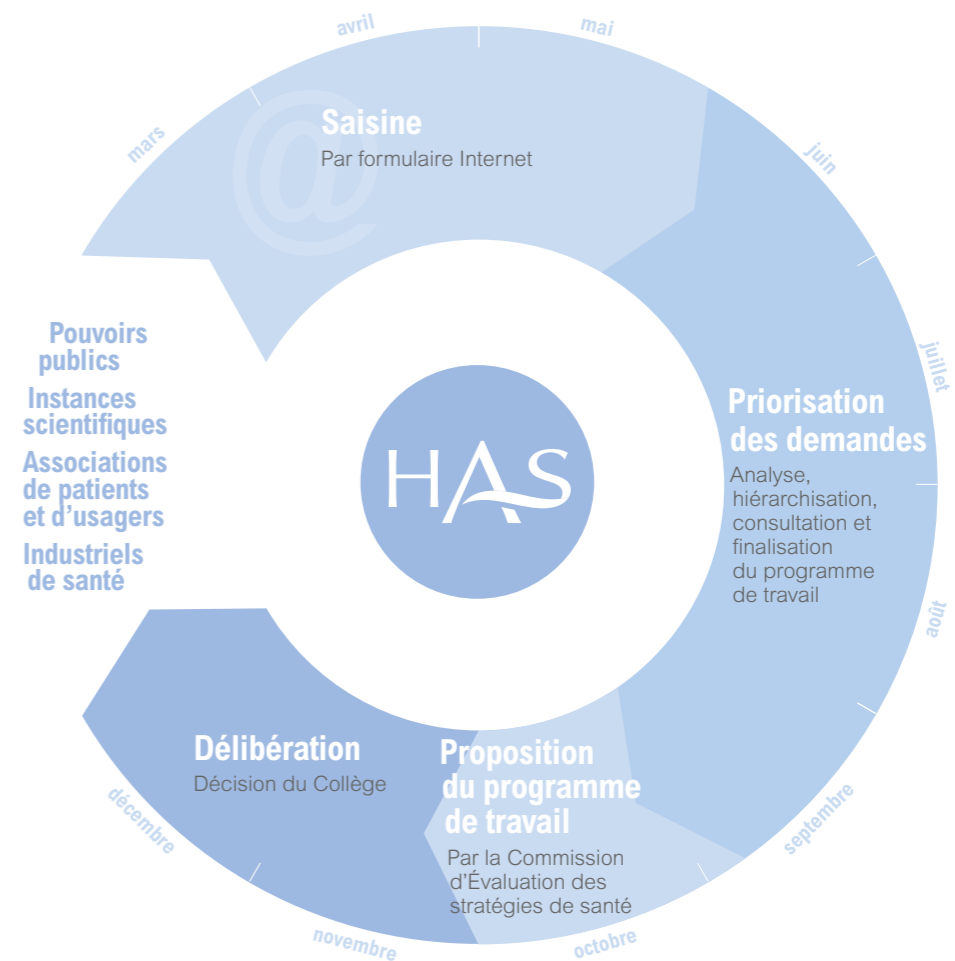 avril
mai
mars
juin
juillet
août
septembre
octobre
novembre
décembre
@
Saisine
Par formulaire Internet
Pouvoirs
publics
Instances
scientifiques
Associations
de patients
et d'usagers
Industriels
de santé
HAS
Priorisation
des demandes
Analyse,
hiérarchisation,
consultation et
finalisation
du programme
de travail
Proposition
du programme
de travail
Par la Commission
d'Évaluation des
stratégies de santé
Délibération
Décision du Collège